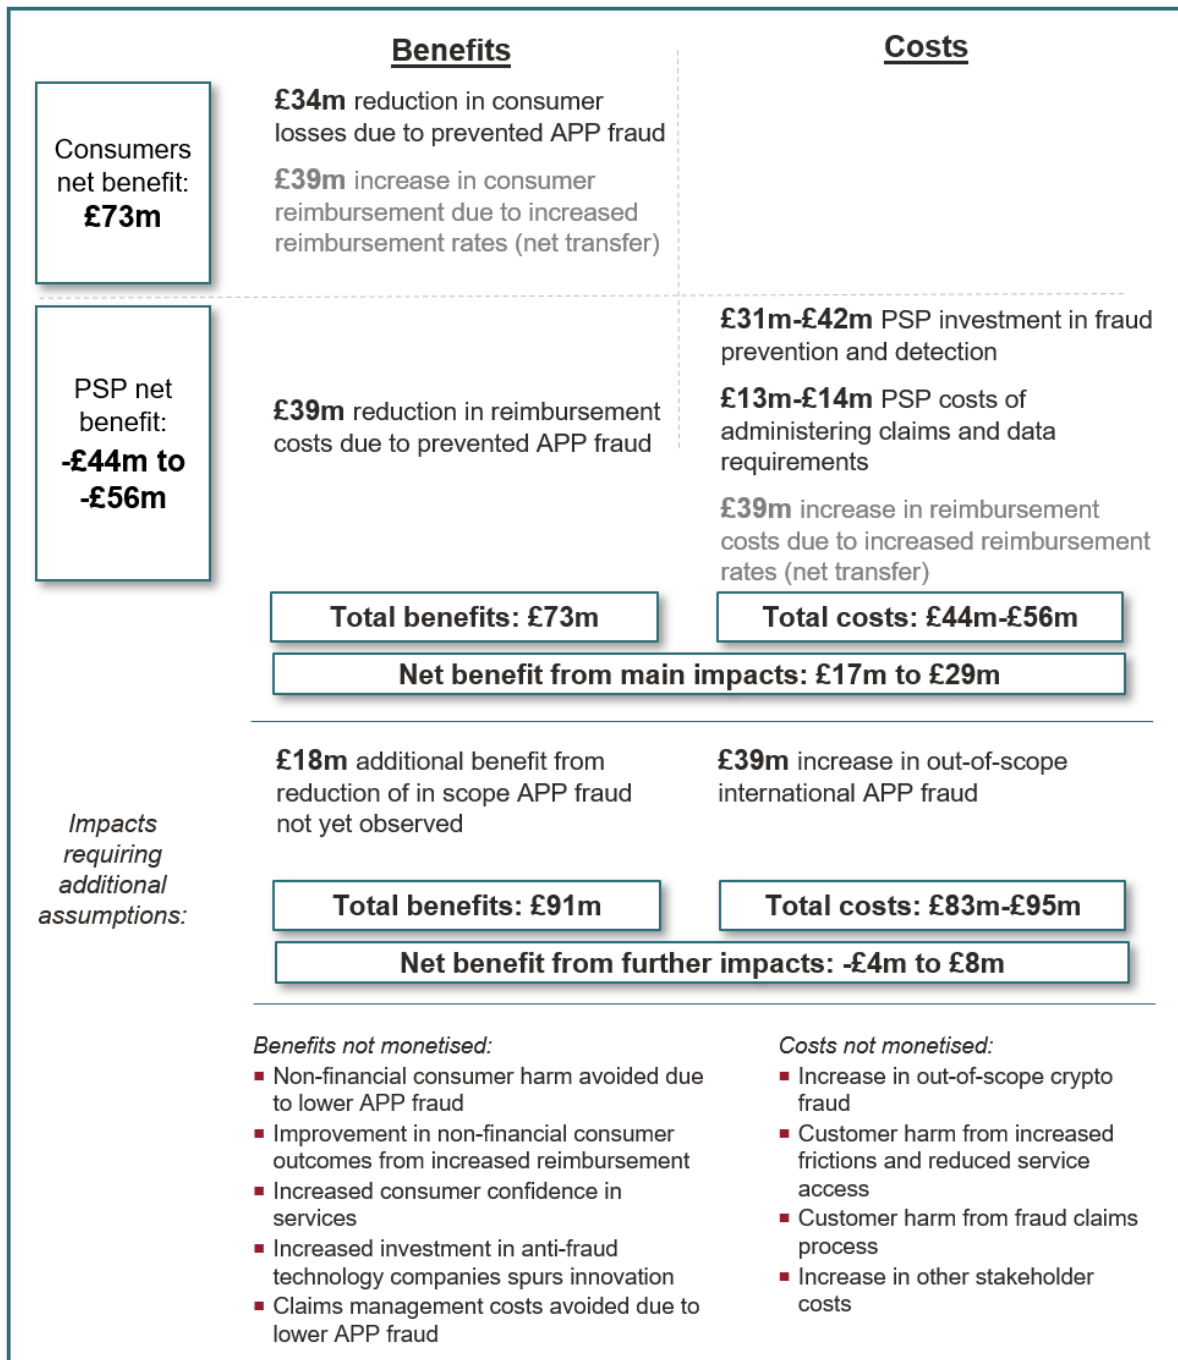 Benefits
Costs
Consumers
net benefit:
£73m
£34m reduction in consumer
losses due to prevented APP fraud
£39m increase in consumer
reimbursement due to increased
reimbursement rates (net transfer)
PSP net
benefit:
-£44m to
-£56m
£39m reduction in reimbursement
costs due to prevented APP fraud
£31m-£42m PSP investment in fraud
prevention and detection
£13m-£14m PSP costs of
administering claims and data
requirements
£39m increase in reimbursement
costs due to increased reimbursement
rates (net transfer)
Total benefits: £73m
Total costs: £44m-£56m
Net benefit from main impacts: £17m to £29m
Impacts
requiring
additional
assumptions:
£18m additional benefit from
reduction of in scope APP fraud
not yet observed
£39m increase in out-of-scope
international APP fraud
Total benefits: £91m
Total costs: £83m-£95m
Net benefit from further impacts: -£4m to £8m
Benefits not monetised:
▪ Non-financial consumer harm avoided due
to lower APP fraud
▪ Improvement in non-financial consumer
outcomes from increased reimbursement
▪ Increased consumer confidence in
services
▪ Increased investment in anti-fraud
technology companies spurs innovation
▪ Claims management costs avoided due to
lower APP fraud
Costs not monetised:
▪ Increase in out-of-scope crypto
fraud
▪ Customer harm from increased
frictions and reduced service
access
▪ Customer harm from fraud claims
process
▪ Increase in other stakeholder
costs